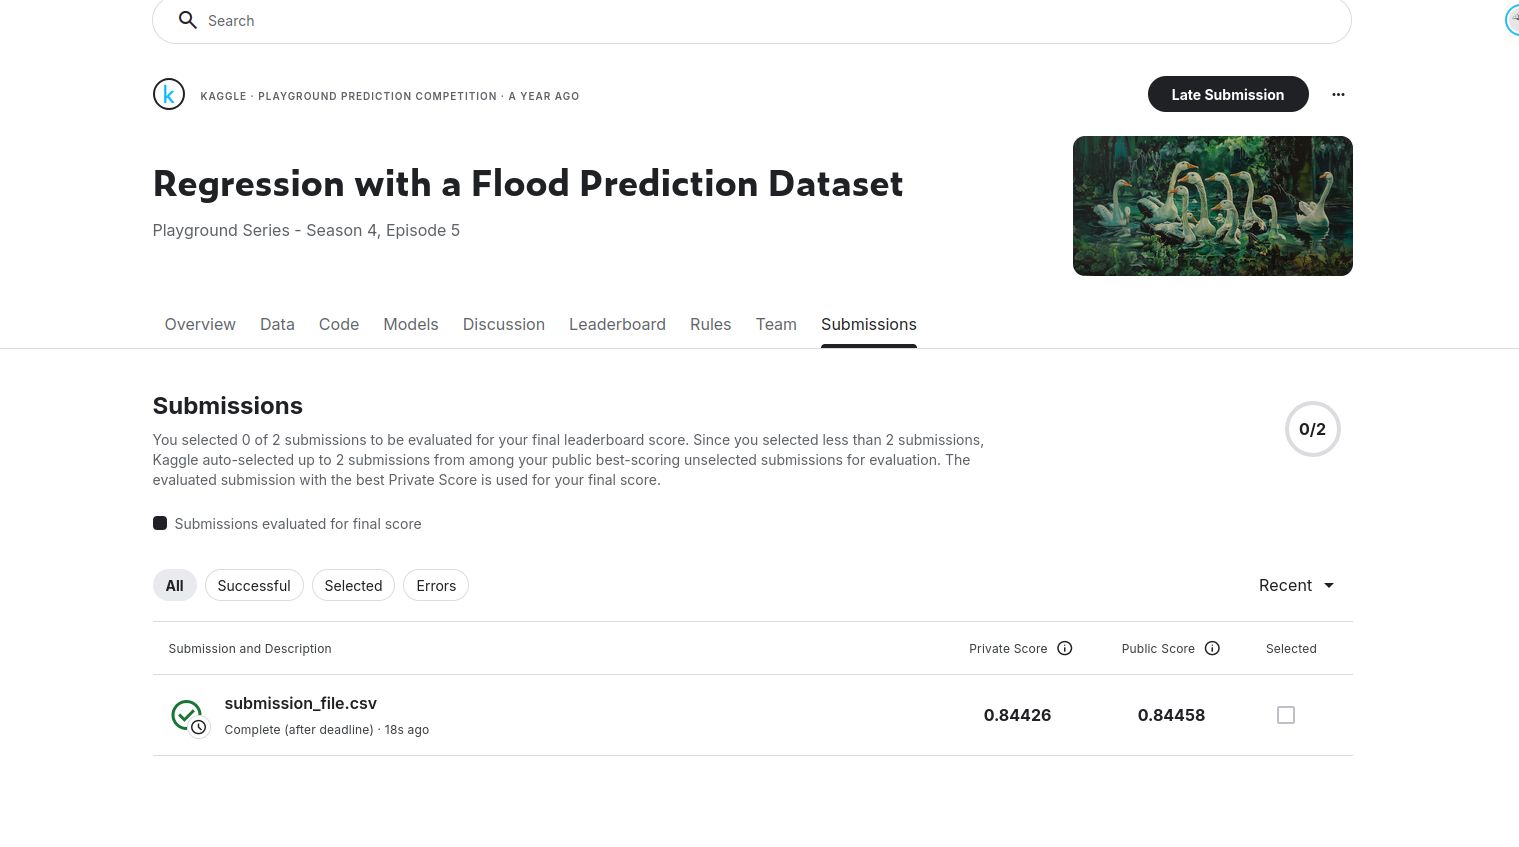 Search
k
KAGGLE · PLAYGROUND PREDICTION COMPETITION · A YEAR AGO
Late Submission
Regression with a Flood Prediction Dataset
Playground Series - Season 4, Episode 5
Overview Data Code Models Discussion Leaderboard Rules Team Submissions
Submissions
0/2
You selected 0 of 2 submissions to be evaluated for your final leaderboard score. Since you selected less than 2 submissions,
Kaggle auto-selected up to 2 submissions from among your public best-scoring unselected submissions for evaluation. The
evaluated submission with the best Private Score is used for your final score.
Submissions evaluated for final score
All Successful Selected Errors Recent
Submission and Description Private Score Public Score Selected
submission_file.csv
Complete (after deadline) · 18s ago
0.84426 0.84458